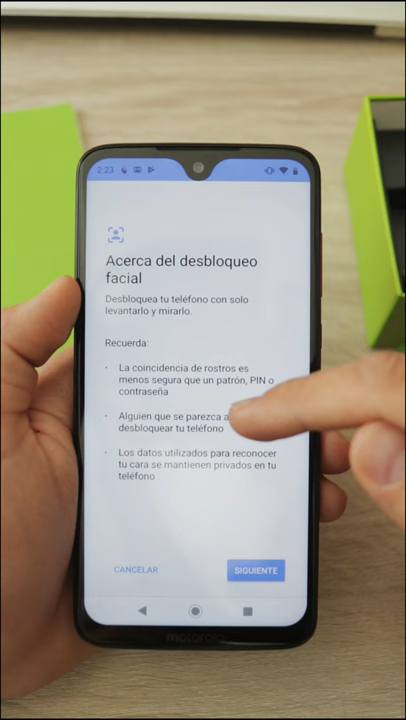 2:23
Acerca del desbloqueo
facial
Desbloquea tu teléfono con solo
levantarlo y mirarlo.
Recuerda:
· La coincidencia de rostros es
menos segura que un patrón, PIN o
contraseña
· Alguien que se parezca a
desbloquear tu teléfono
· Los datos utilizados para reconocer
tu cara se mantienen privados en tu
teléfono
CANCELAR
SIGUIENTE
motorola